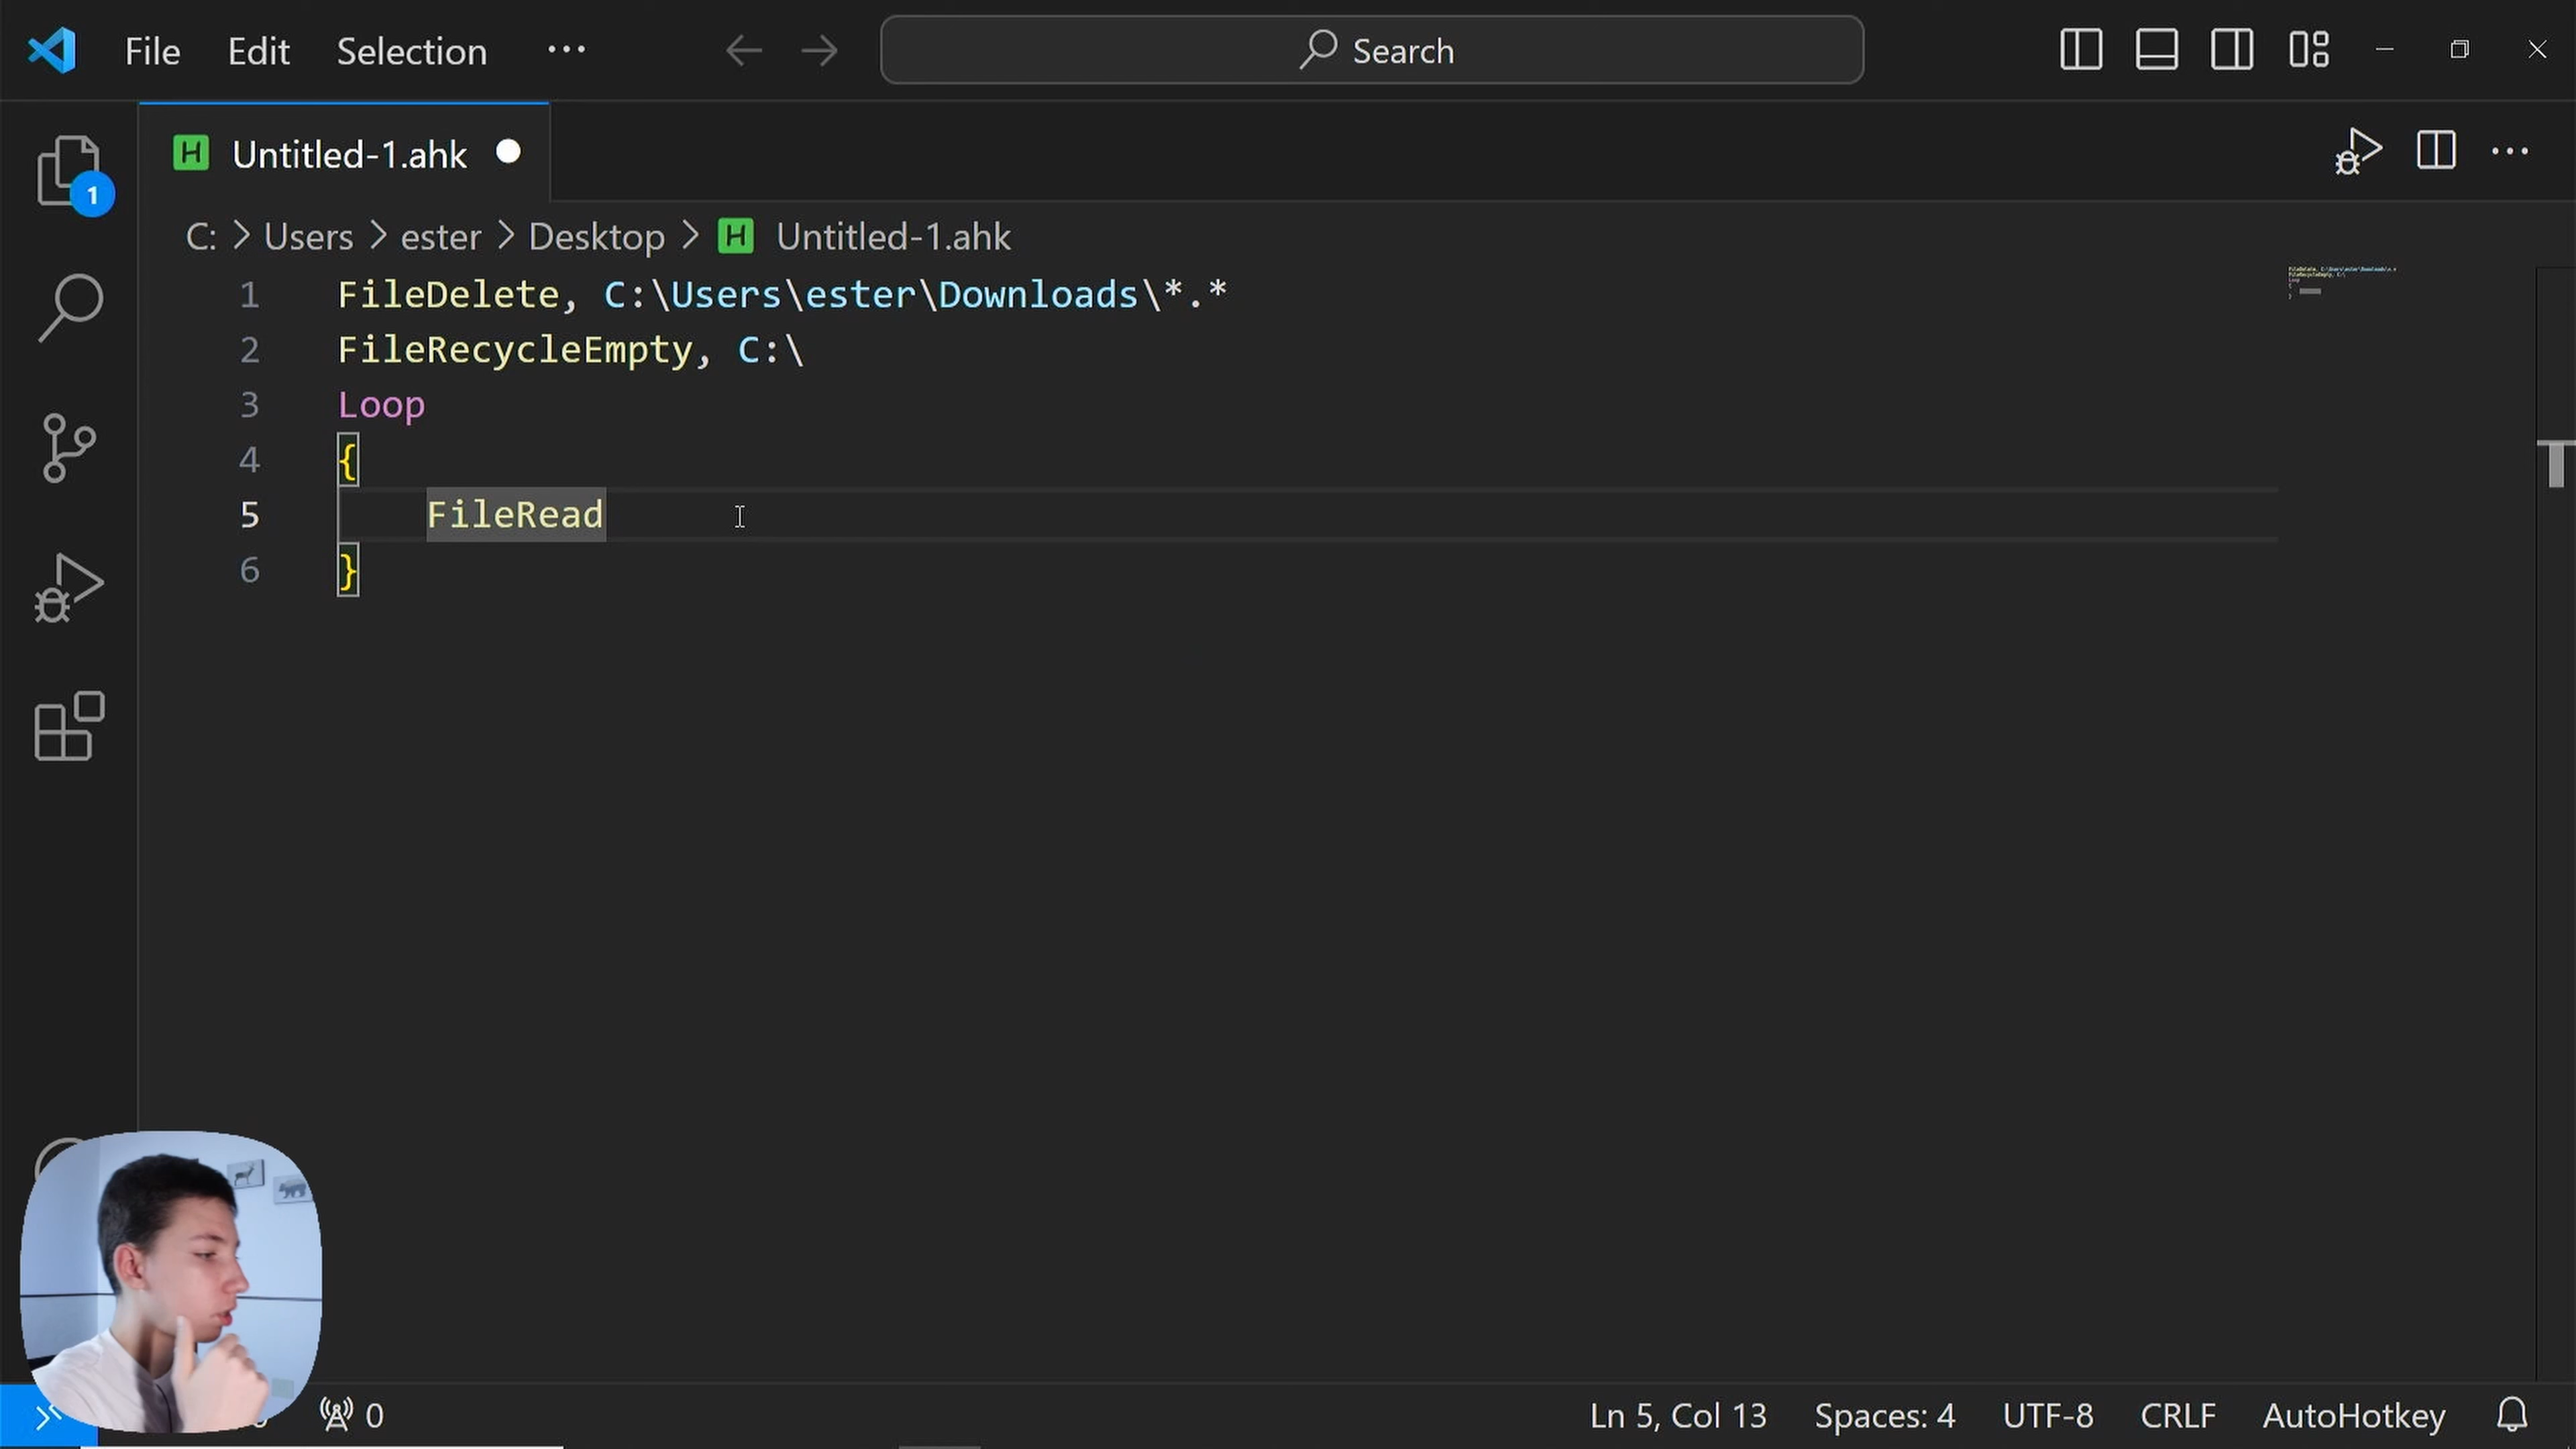 File Edit Selection ··· Search
1
Untitled-1.ahk
C: > Users > ester > Desktop > Untitled-1.ahk
1 FileDelete, C:\Users\ester\Downloads\*.*
2 FileRecycleEmpty, C:\
3 Loop
4 {
5 FileRead
6 }
0 Ln 5, Col 13 Spaces: 4 UTF-8 CRLF AutoHotkey